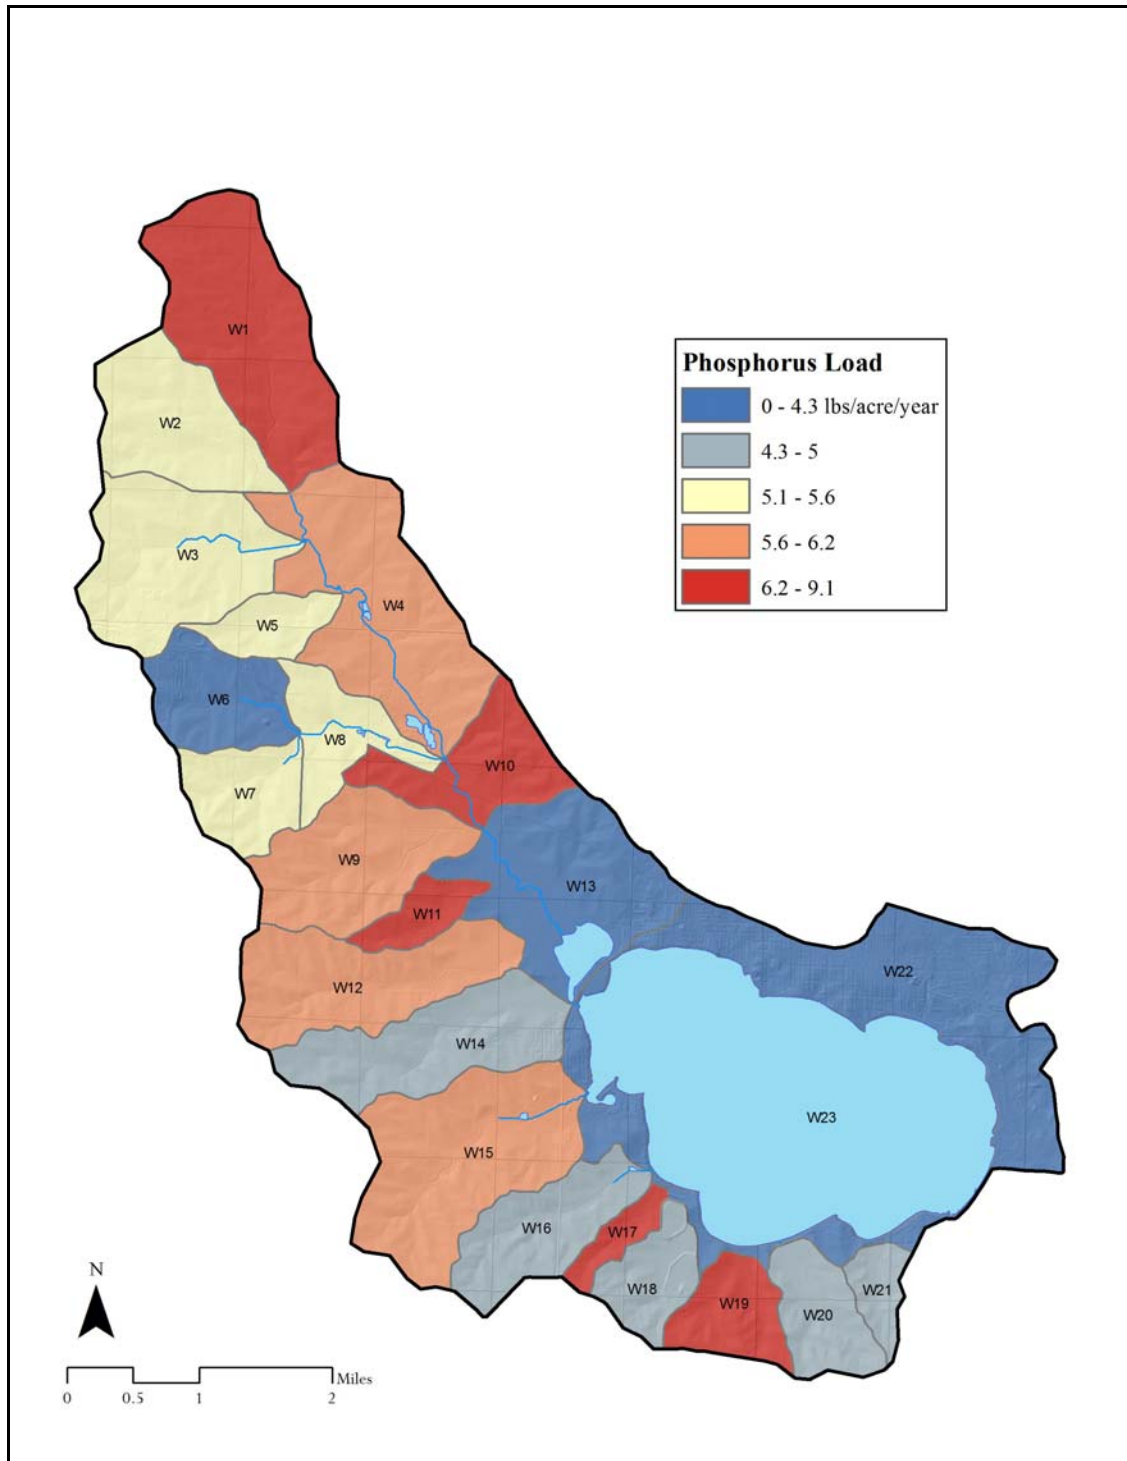 W1
W2
Phosphorus Load
0 - 4.3 lbs/acre/year
4.3 - 5
5.1 - 5.6
5.6 - 6.2
6.2 - 9.1
W3
W4
W5
W6
W8
W10
W7
W9
W13
W11
W12
W22
W14
W23
W15
W16
W17
W18
W19
W20
W21
N
0 0.5 1 2 Miles